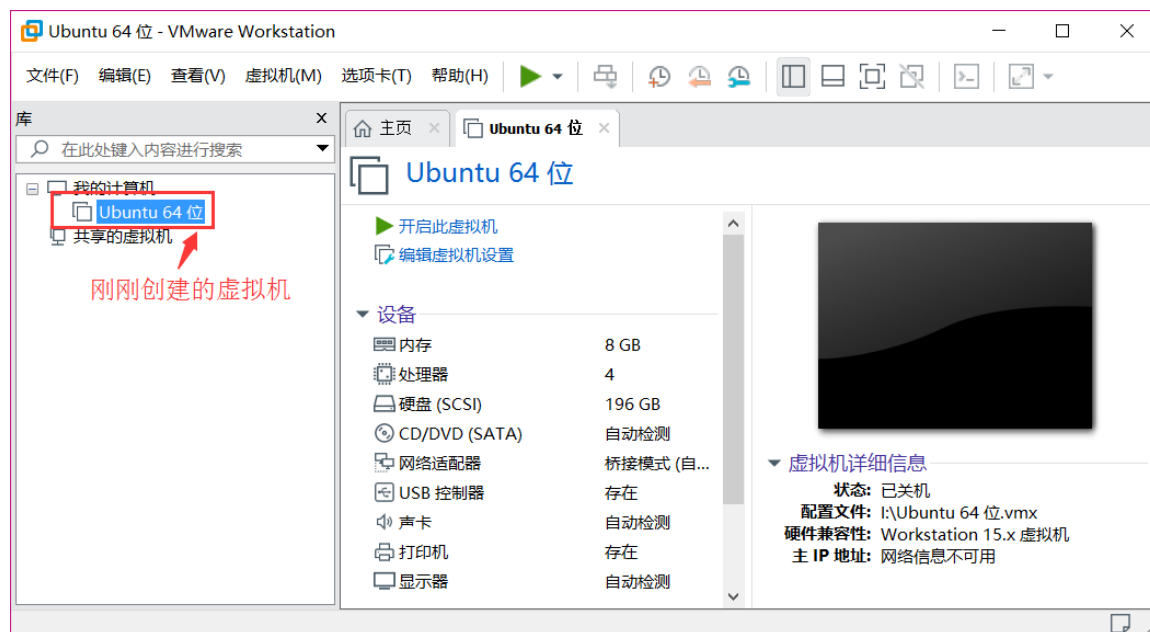 Ubuntu 64 位 - VMware Workstation
文件(F) 编辑(E) 查看(V) 虚拟机(M) 选项卡(T) 帮助(H)
库
在此处键入内容进行搜索
我的计算机
Ubuntu 64 位
共享的虚拟机
刚刚创建的虚拟机
主页
Ubuntu 64 位
Ubuntu 64 位
开启此虚拟机
编辑虚拟机设置
设备
内存 8 GB
处理器 4
硬盘 (SCSI) 196 GB
CD/DVD (SATA) 自动检测
网络适配器 桥接模式 (自...
USB 控制器 存在
声卡 自动检测
打印机 存在
显示器 自动检测
虚拟机详细信息
状态: 已关机
配置文件: I:\Ubuntu 64 位.vmx
硬件兼容性: Workstation 15.x 虚拟机
主 IP 地址: 网络信息不可用